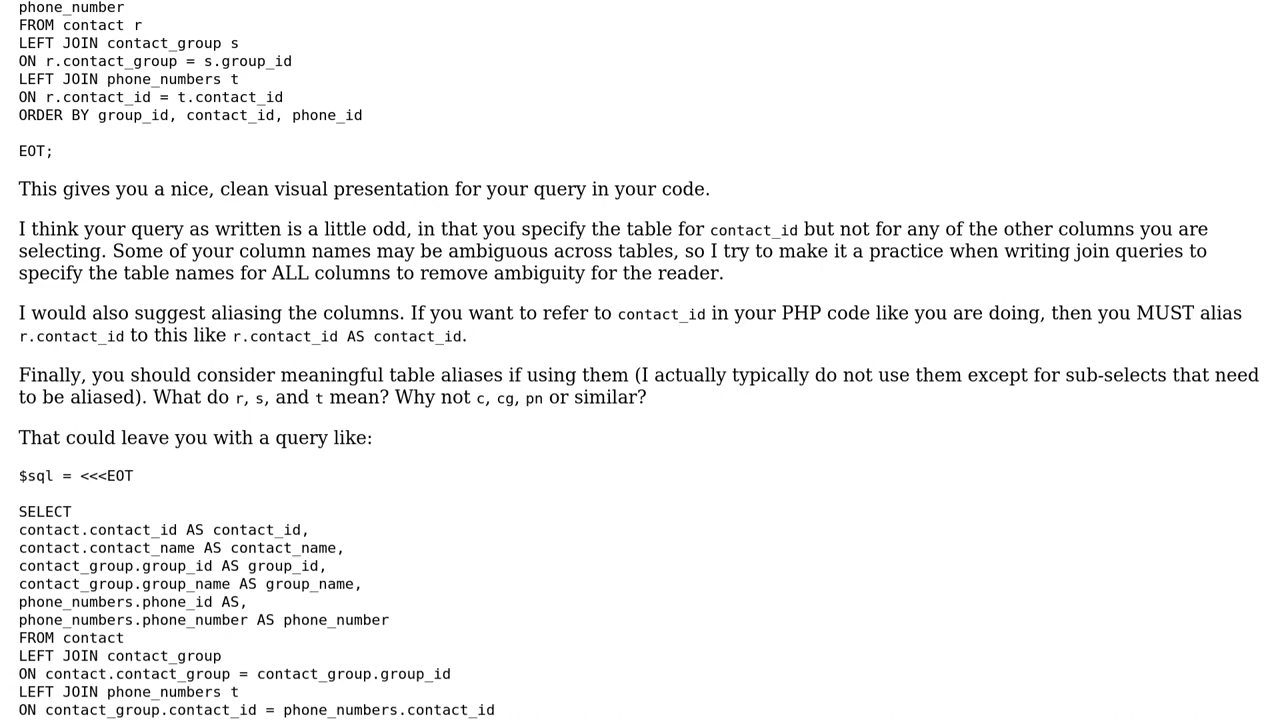 phone_number
FROM contact r
LEFT JOIN contact_group s
ON r.contact_group = s.group_id
LEFT JOIN phone_numbers t
ON r.contact_id = t.contact_id
ORDER BY group_id, contact_id, phone_id
EOT;
This gives you a nice, clean visual presentation for your query in your code.
I think your query as written is a little odd, in that you specify the table for contact_id but not for any of the other columns you are
selecting. Some of your column names may be ambiguous across tables, so I try to make it a practice when writing join queries to
specify the table names for ALL columns to remove ambiguity for the reader.
I would also suggest aliasing the columns. If you want to refer to contact_id in your PHP code like you are doing, then you MUST alias
r.contact_id to this like r.contact_id AS contact_id.
Finally, you should consider meaningful table aliases if using them (I actually typically do not use them except for sub-selects that need
to be aliased). What do r, s, and t mean? Why not c, cg, pn or similar?
That could leave you with a query like:
$sql = <<<EOT
SELECT
contact.contact_id AS contact_id,
contact.contact_name AS contact_name,
contact_group.group_id AS group_id,
contact_group.group_name AS group_name,
phone_numbers.phone_id AS,
phone_numbers.phone_number AS phone_number
FROM contact
LEFT JOIN contact_group
ON contact.contact_group = contact_group.group_id
LEFT JOIN phone_numbers t
ON contact_group.contact_id = phone_numbers.contact_id